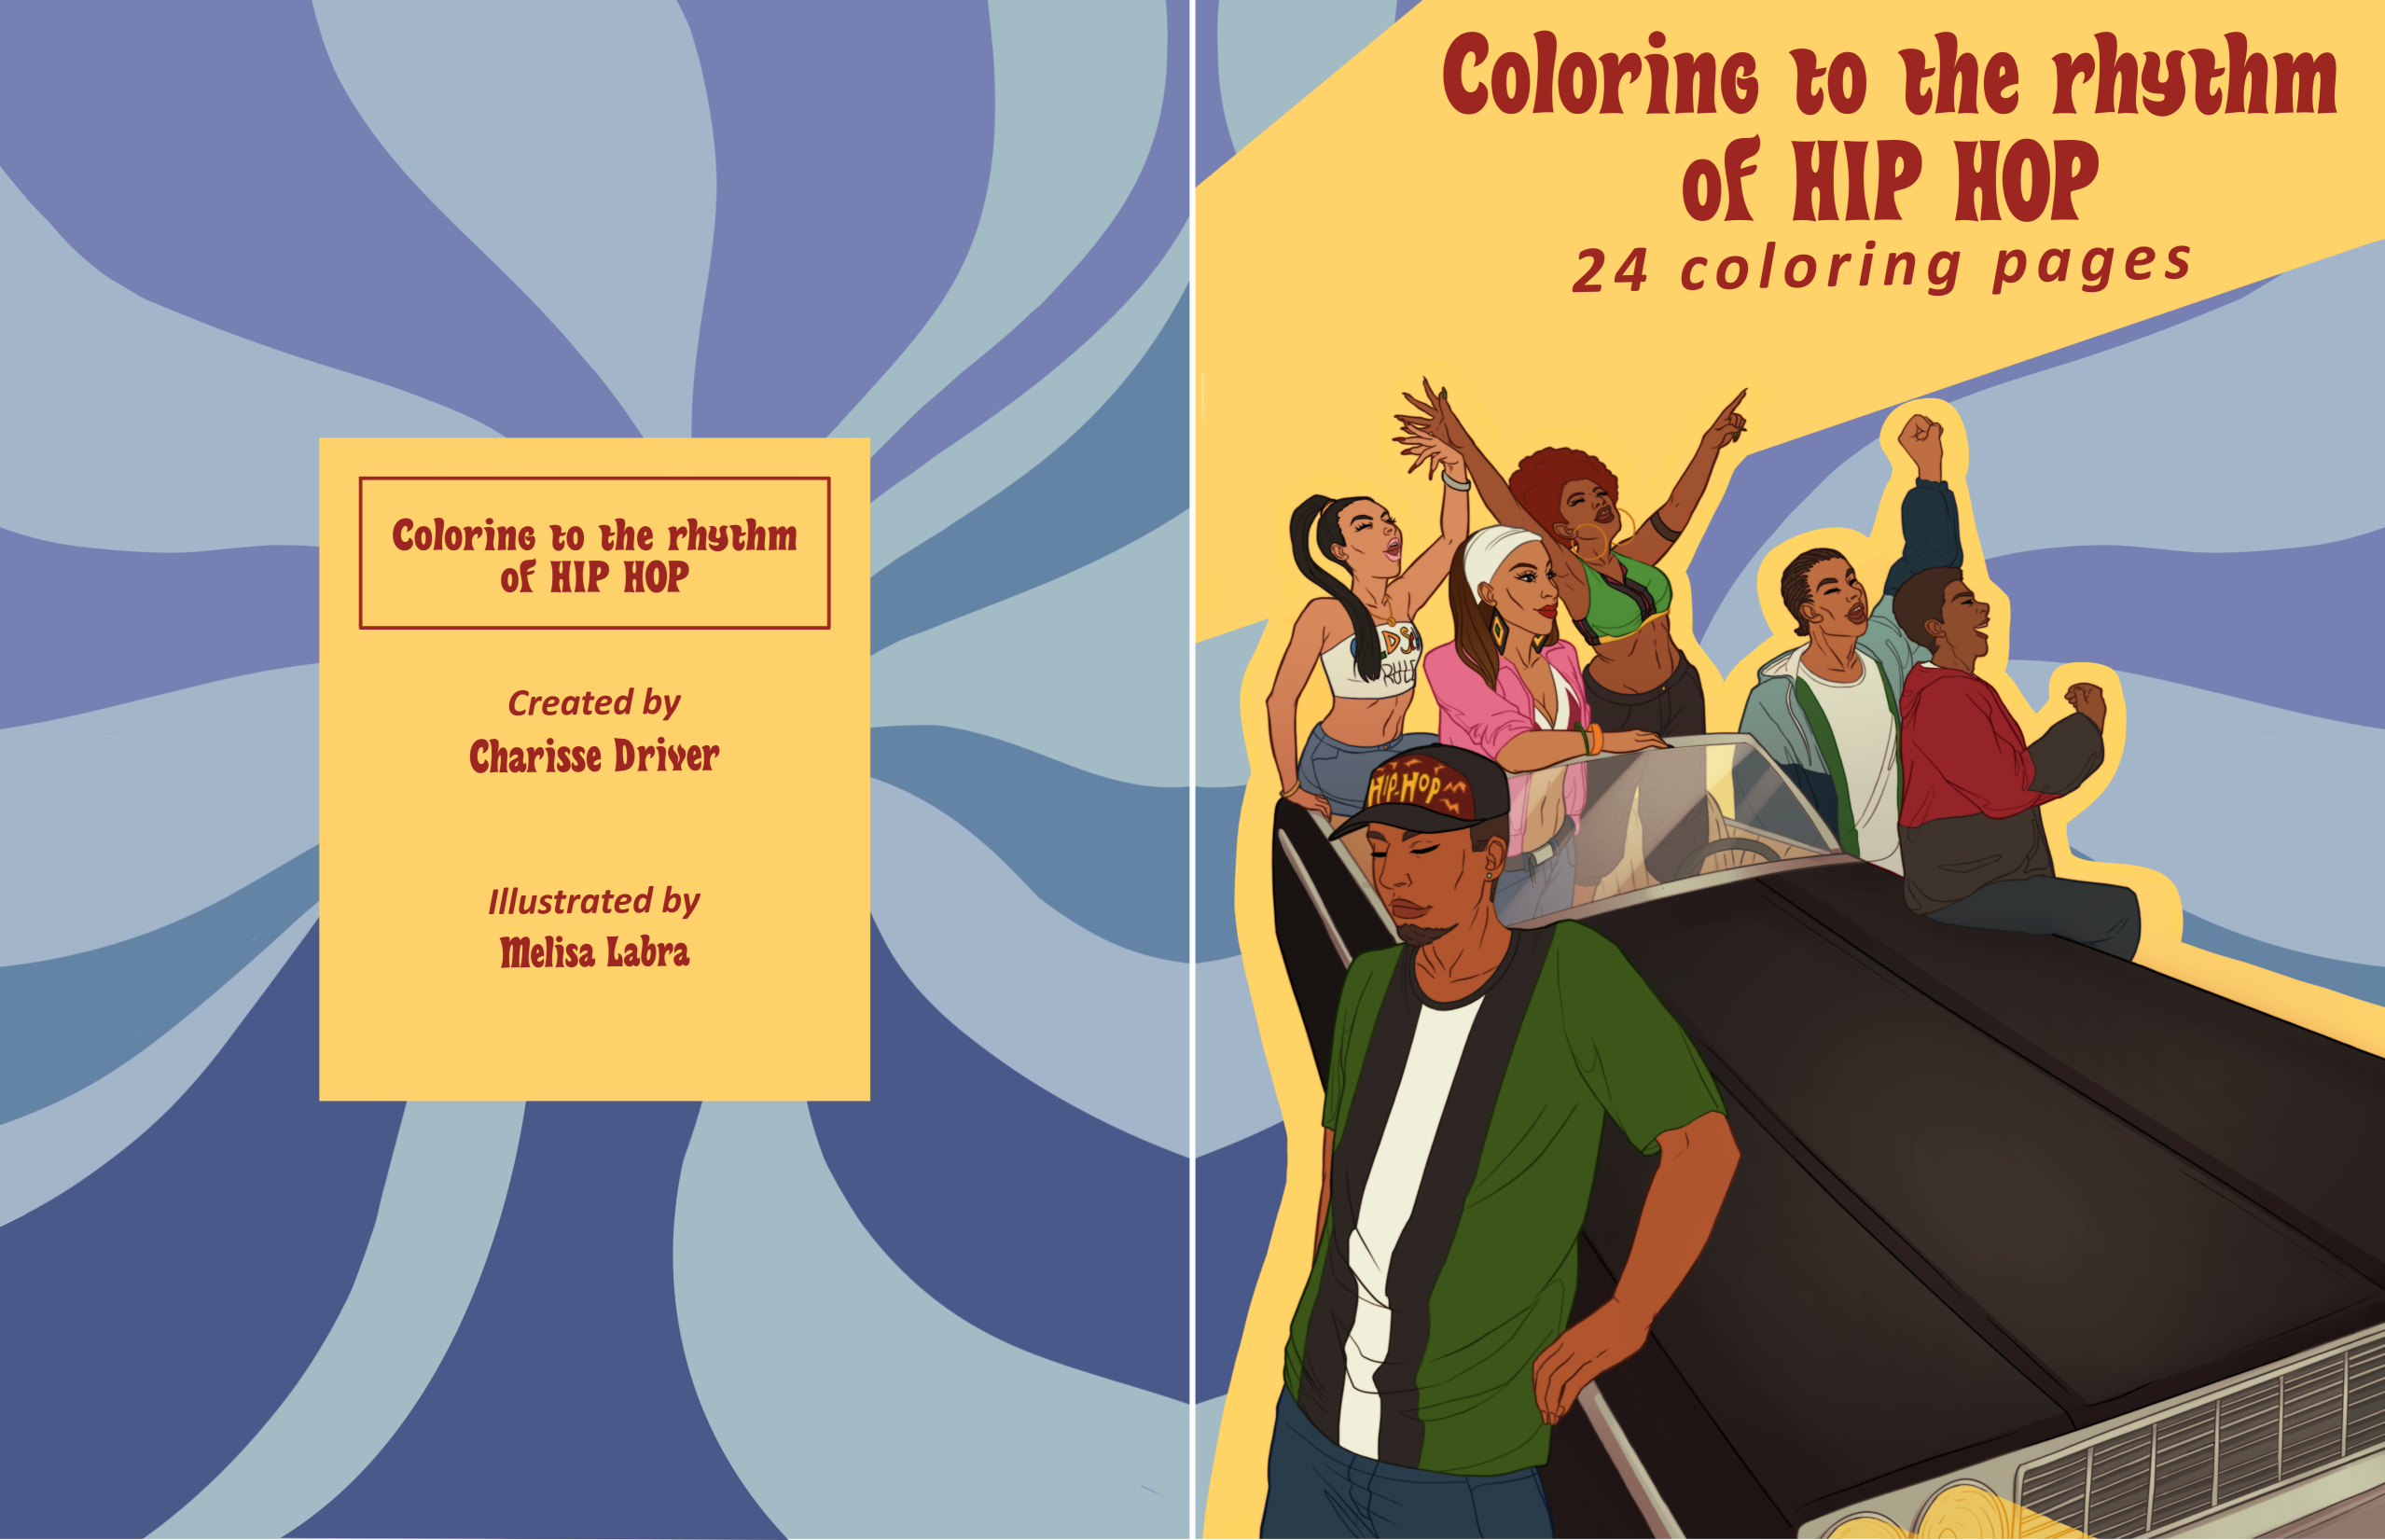 Coloring to the rhythm
of HIP HOP
Created by
Charisse Driver
Illustrated by
Melisa Labra
Coloring to the rhythm
of HIP HOP
24 coloring pages
HIP-HOP